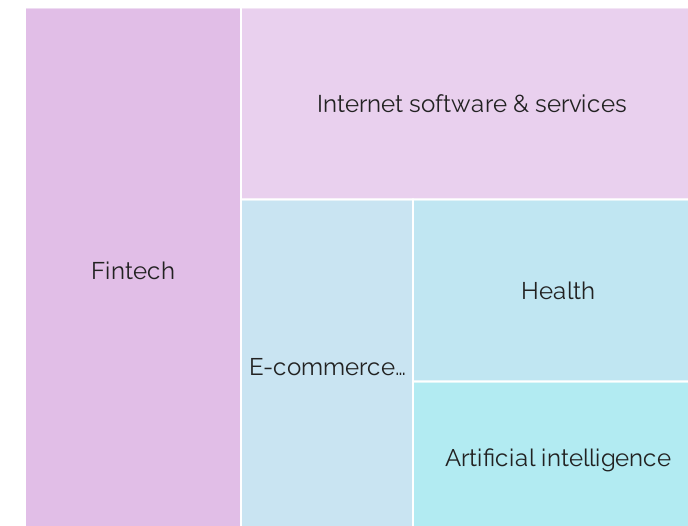 Internet software & services
Fintech
Health
E-commerce…
Artificial intelligence